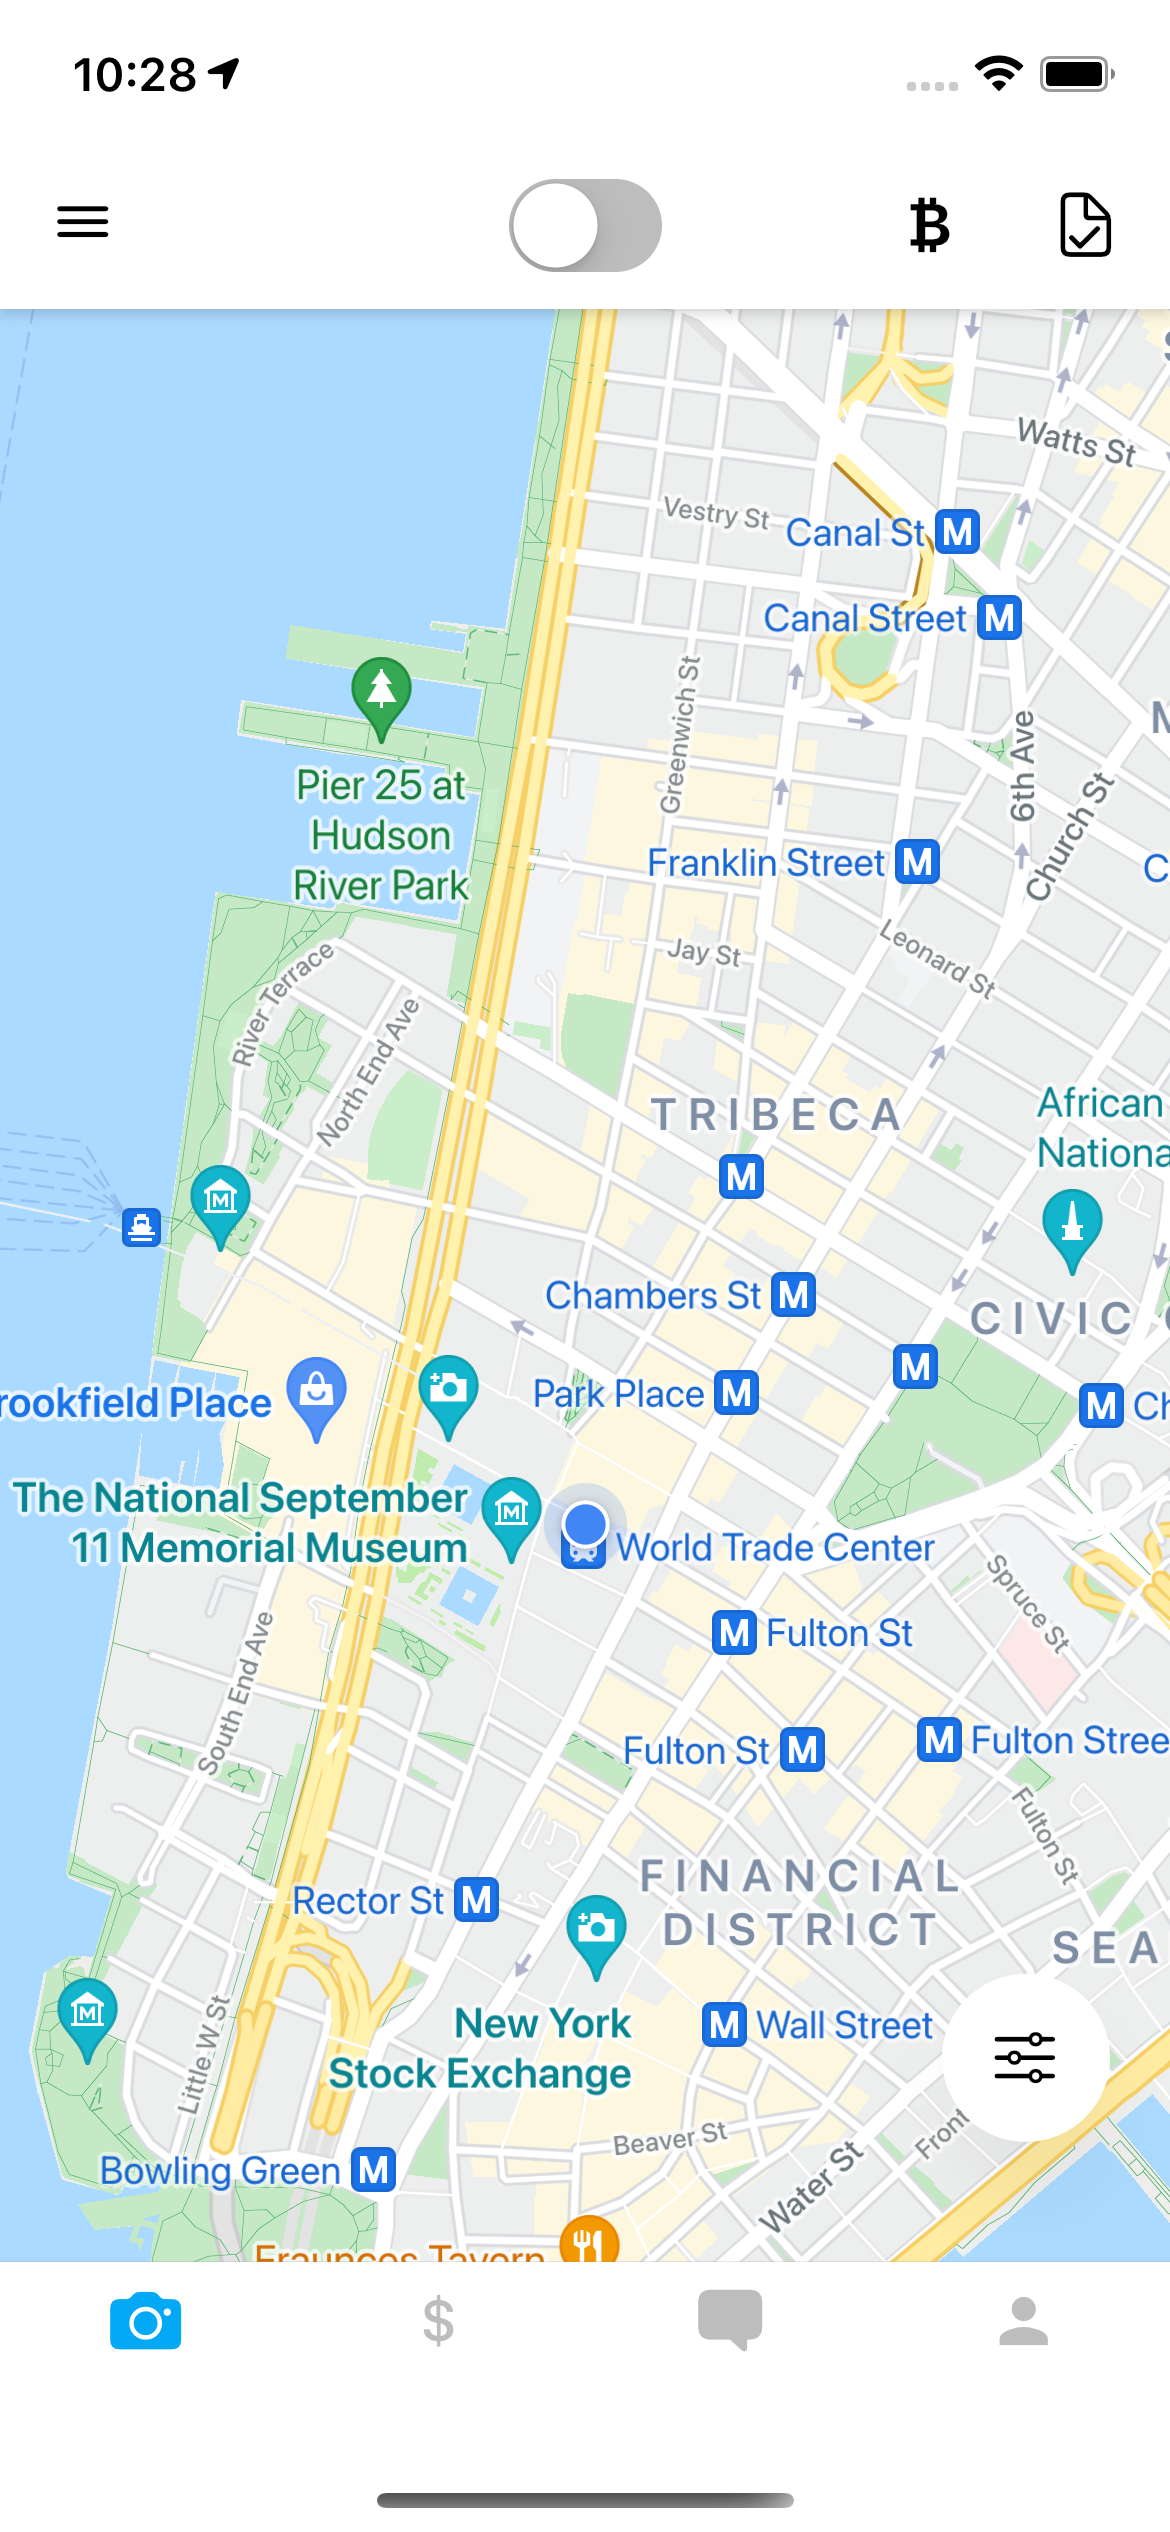 10:28
Watts St
Vestry St
Canal St M
Canal Street M
Greenwich St
6th Ave
Church St
Pier 25 at
Hudson
River Park
Franklin Street M
Jay St
Leonard St
River Terrace
North End Ave
TRIBECA
M
African
Nationa
M
Chambers St M
CIVIC
M
rookfield Place
Park Place M
M Ch
The National September
11 Memorial Museum
M
World Trade Center
Spruce St
M Fulton St
South End Ave
Fulton St M
M Fulton Stree
Fulton St
FINANCIAL
DISTRICT
Rector St M
SEA
M
Little W St
New York
Stock Exchange
M Wall Street
Front
Beaver St
Water St
Bowling Green M
Fraunces Tavern
$